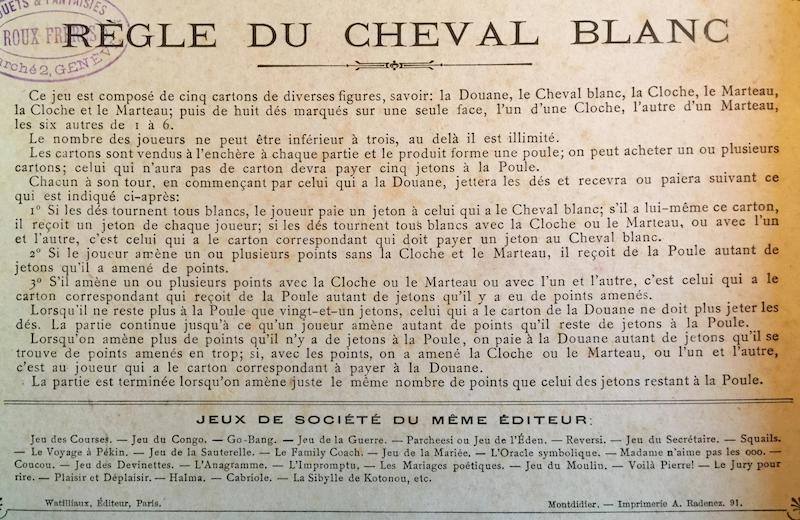 JOUETS & FANTAISIES
ROUX FRÈRES
Marché 2, GENÈVE
RÈGLE DU CHEVAL BLANC
Ce jeu est composé de cinq cartons de diverses figures, savoir: la Douane, le Cheval blanc, la Cloche, le Marteau,
la Cloche et le Marteau; puis de huit dés marqués sur une seule face, l'un d'une Cloche, l'autre d'un Marteau,
les six autres de 1 à 6.
Le nombre des joueurs ne peut être inférieur à trois, au delà il est illimité.
Les cartons sont vendus à l'enchère à chaque partie et le produit forme une poule; on peut acheter un ou plusieurs
cartons; celui qui n'aura pas de carton devra payer cinq jetons à la Poule.
Chacun à son tour, en commençant par celui qui a la Douane, jettera les dés et recevra ou paiera suivant ce
qui est indiqué ci-après:
1º Si les dés tournent tous blancs, le joueur paie un jeton à celui qui a le Cheval blanc; s'il a lui-même ce carton,
il reçoit un jeton de chaque joueur; si les dés tournent tous blancs avec la Cloche ou le Marteau, ou avec l'un
et l'autre, c'est celui qui a le carton correspondant qui doit payer un jeton au Cheval blanc.
2º Si le joueur amène un ou plusieurs points sans la Cloche et le Marteau, il reçoit de la Poule autant de
jetons qu'il a amené de points.
3º S'il amène un ou plusieurs points avec la Cloche ou le Marteau ou avec l'un et l'autre, c'est celui qui a le
carton correspondant qui reçoit de la Poule autant de jetons qu'il y a eu de points amenés.
Lorsqu'il ne reste plus à la Poule que vingt-et-un jetons, celui qui a le carton de la Douane ne doit plus jeter les
dés. La partie continue jusqu'à ce qu'un joueur amène autant de points qu'il reste de jetons à la Poule.
Lorsqu'on amène plus de points qu'il n'y a de jetons à la Poule, on paie à la Douane autant de jetons qu'il se
trouve de points amenés en trop; si, avec les points, on a amené la Cloche ou le Marteau, ou l'un et l'autre,
c'est au joueur qui a le carton correspondant à payer à la Douane.
La partie est terminée lorsqu'on amène juste le même nombre de points que celui des jetons restant à la Poule.
JEUX DE SOCIÉTÉ DU MÊME ÉDITEUR:
Jeu des Courses. — Jeu du Congo. — Go-Bang. — Jeu de la Guerre. — Parcheesi ou Jeu de l'Éden. — Reversi. — Jeu du Secrétaire. — Squails.
— Le Voyage à Pékin. — Jeu de la Sauterelle. — Le Family Coach. — Jeu de la Mariée. — L'Oracle symbolique. — Madame n'aime pas les ooo. —
Coucou. — Jeu des Devinettes. — L'Anagramme. — L'Impromptu, — Les Mariages poétiques. — Jeu du Moulin. — Voilà Pierre! — Le Jury pour
rire. — Plaisir et Déplaisir. — Halma. — Cabriole. — La Sibylle de Kotonou, etc.
Watilliaux, Éditeur, Paris.
Montdidier. — Imprimerie A. Radenez. 91.